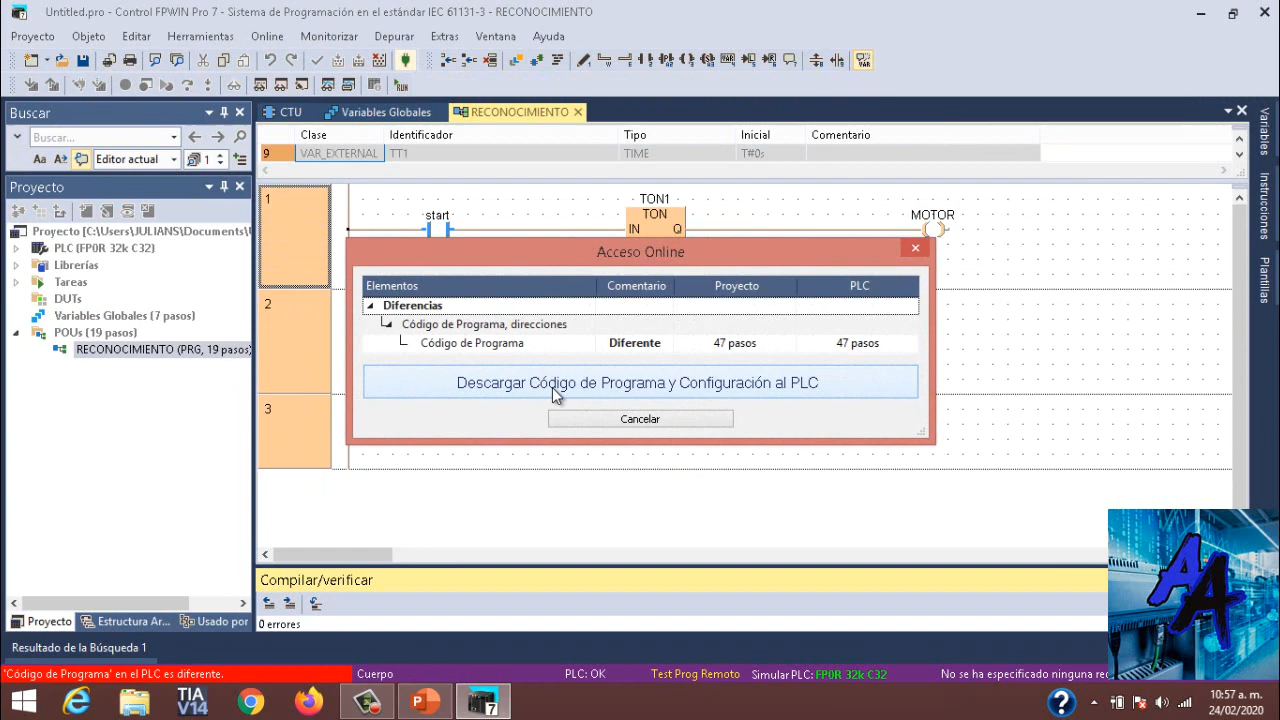 Untitled.pro - Control FPWIN Pro 7 - Sistema de Programación en el estándar IEC 61131-3 - RECONOCIMIENTO
Proyecto Objeto Editar Herramientas Online Monitorizar Depurar Extras Ventana Ayuda
Buscar
CTU Variables Globales RECONOCIMIENTO
Buscar...
Clase Identificador Tipo Inicial Comentario
9 VAR_EXTERNAL TT1 TIME T#0s
Aa Editor actual 1
Proyecto
Proyecto [C:\Users\JULIANS\Documents\
PLC (FP0R 32k C32)
Librerías
Tareas
DUTs
Variables Globales (7 pasos)
POUs (19 pasos)
RECONOCIMIENTO (PRG, 19 pasos)
1
start
TON1
TON
IN Q
MOTOR
2
3
Acceso Online
Elementos Comentario Proyecto PLC
Diferencias
Código de Programa, direcciones
Código de Programa Diferente 47 pasos 47 pasos
Descargar Código de Programa y Configuración al PLC
Cancelar
Variables
Instrucciones
Plantillas
Compilar/verificar
0 errores
Proyecto Estructura Ar... Usado por
Resultado de la Búsqueda 1
'Código de Programa' en el PLC es diferente. Cuerpo PLC: OK Test Prog Remoto Simular PLC: FP0R 32k C32 No se ha especificado ninguna
AA
TIA
V14
7
10:57 a. m.
24/02/2020